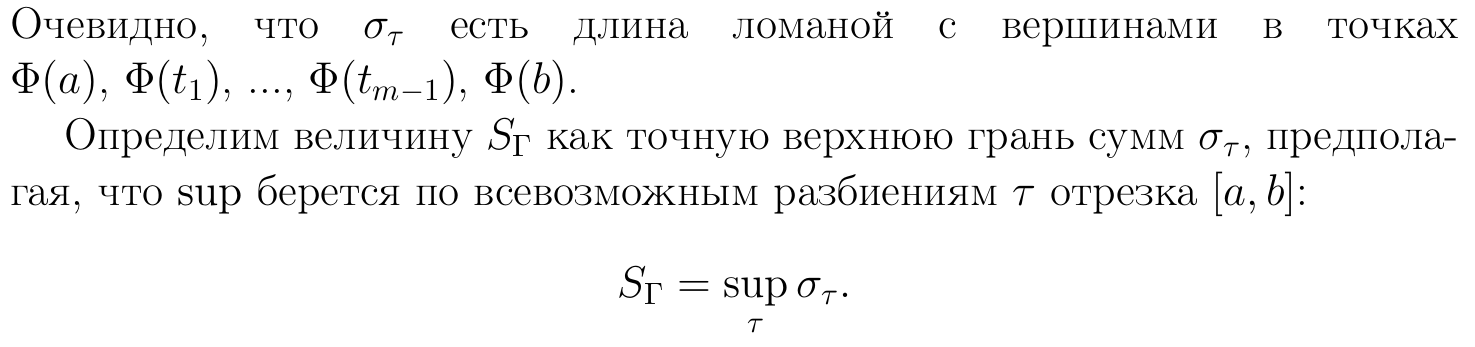 Очевидно, что σ_τ есть длина ломаной с вершинами в точках
Φ(a), Φ(t_1), ..., Φ(t_{m−1}), Φ(b).
Определим величину S_Γ как точную верхнюю грань сумм σ_τ, предпола-
гая, что sup берется по всевозможным разбиениям τ отрезка [a, b]:
S_Γ = sup_τ σ_τ.